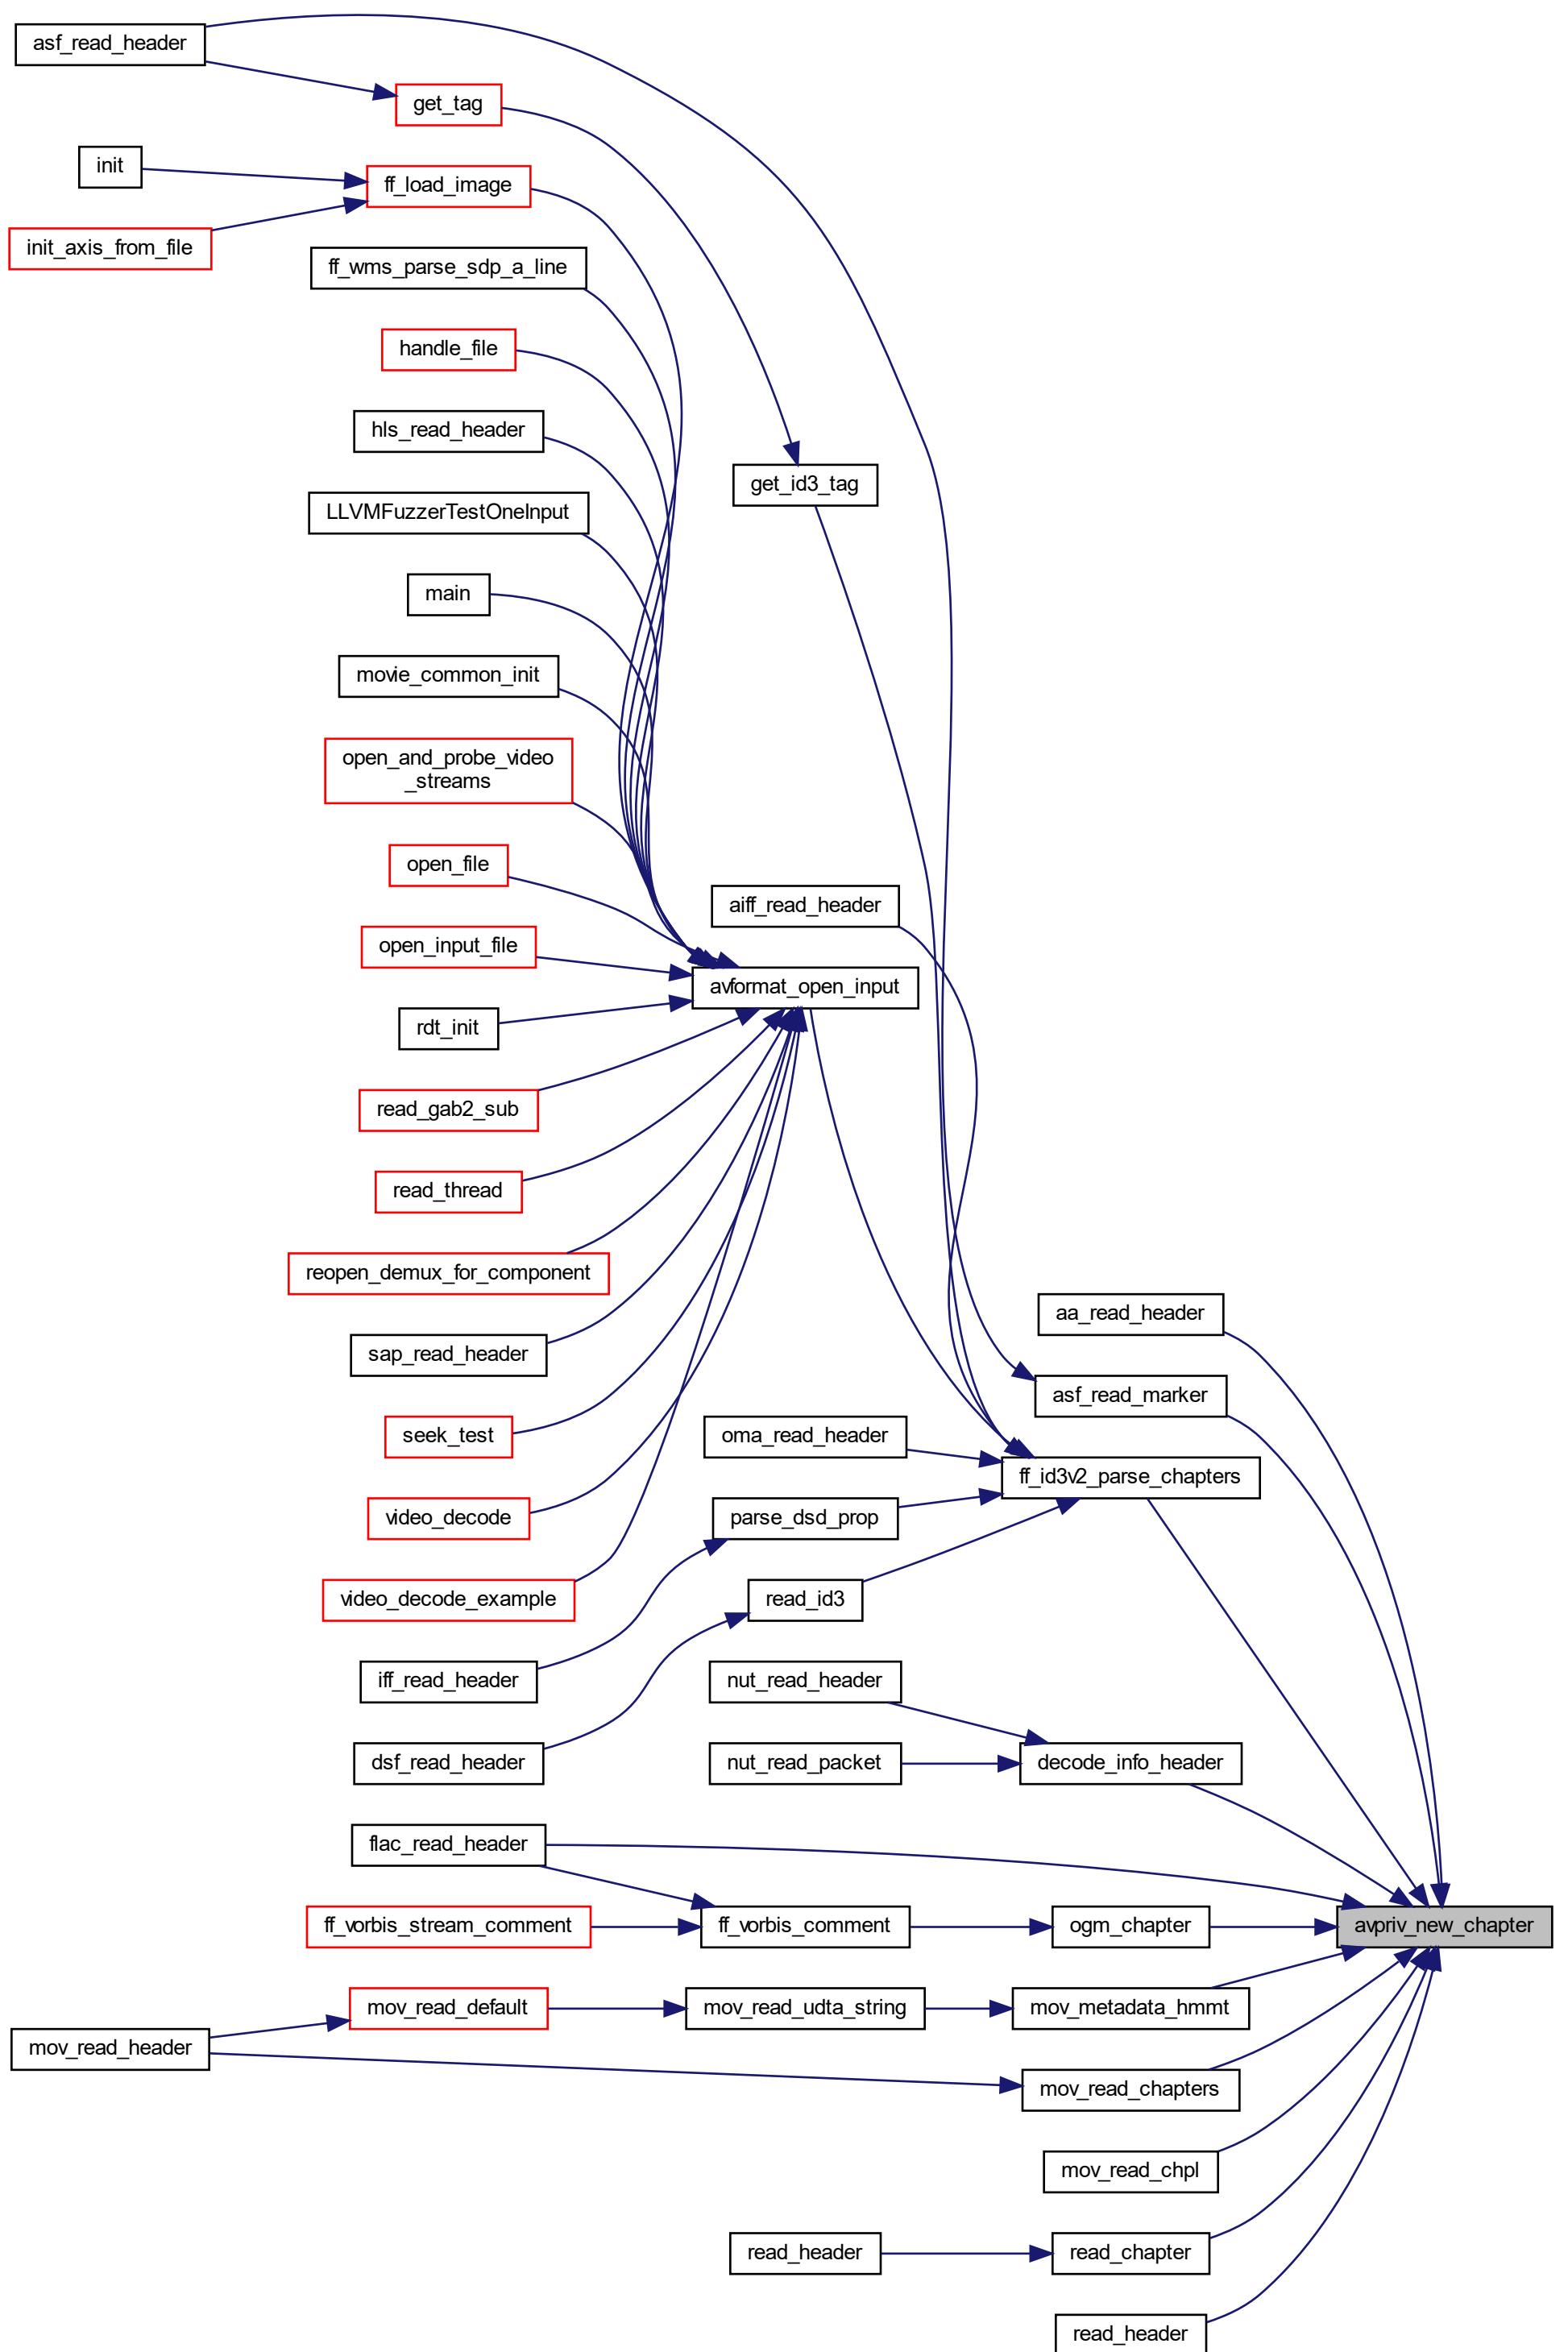 asf_read_header
get_tag
init
ff_load_image
init_axis_from_file
ff_wms_parse_sdp_a_line
handle_file
hls_read_header
get_id3_tag
LLVMFuzzerTestOneInput
main
movie_common_init
open_and_probe_video
_streams
open_file
aiff_read_header
open_input_file
avformat_open_input
rdt_init
read_gab2_sub
read_thread
reopen_demux_for_component
aa_read_header
sap_read_header
asf_read_marker
seek_test
oma_read_header
ff_id3v2_parse_chapters
video_decode
parse_dsd_prop
video_decode_example
read_id3
iff_read_header
nut_read_header
dsf_read_header
nut_read_packet
decode_info_header
flac_read_header
ff_vorbis_stream_comment
ff_vorbis_comment
ogm_chapter
avpriv_new_chapter
mov_read_default
mov_read_udta_string
mov_metadata_hmmt
mov_read_header
mov_read_chapters
mov_read_chpl
read_header
read_chapter
read_header